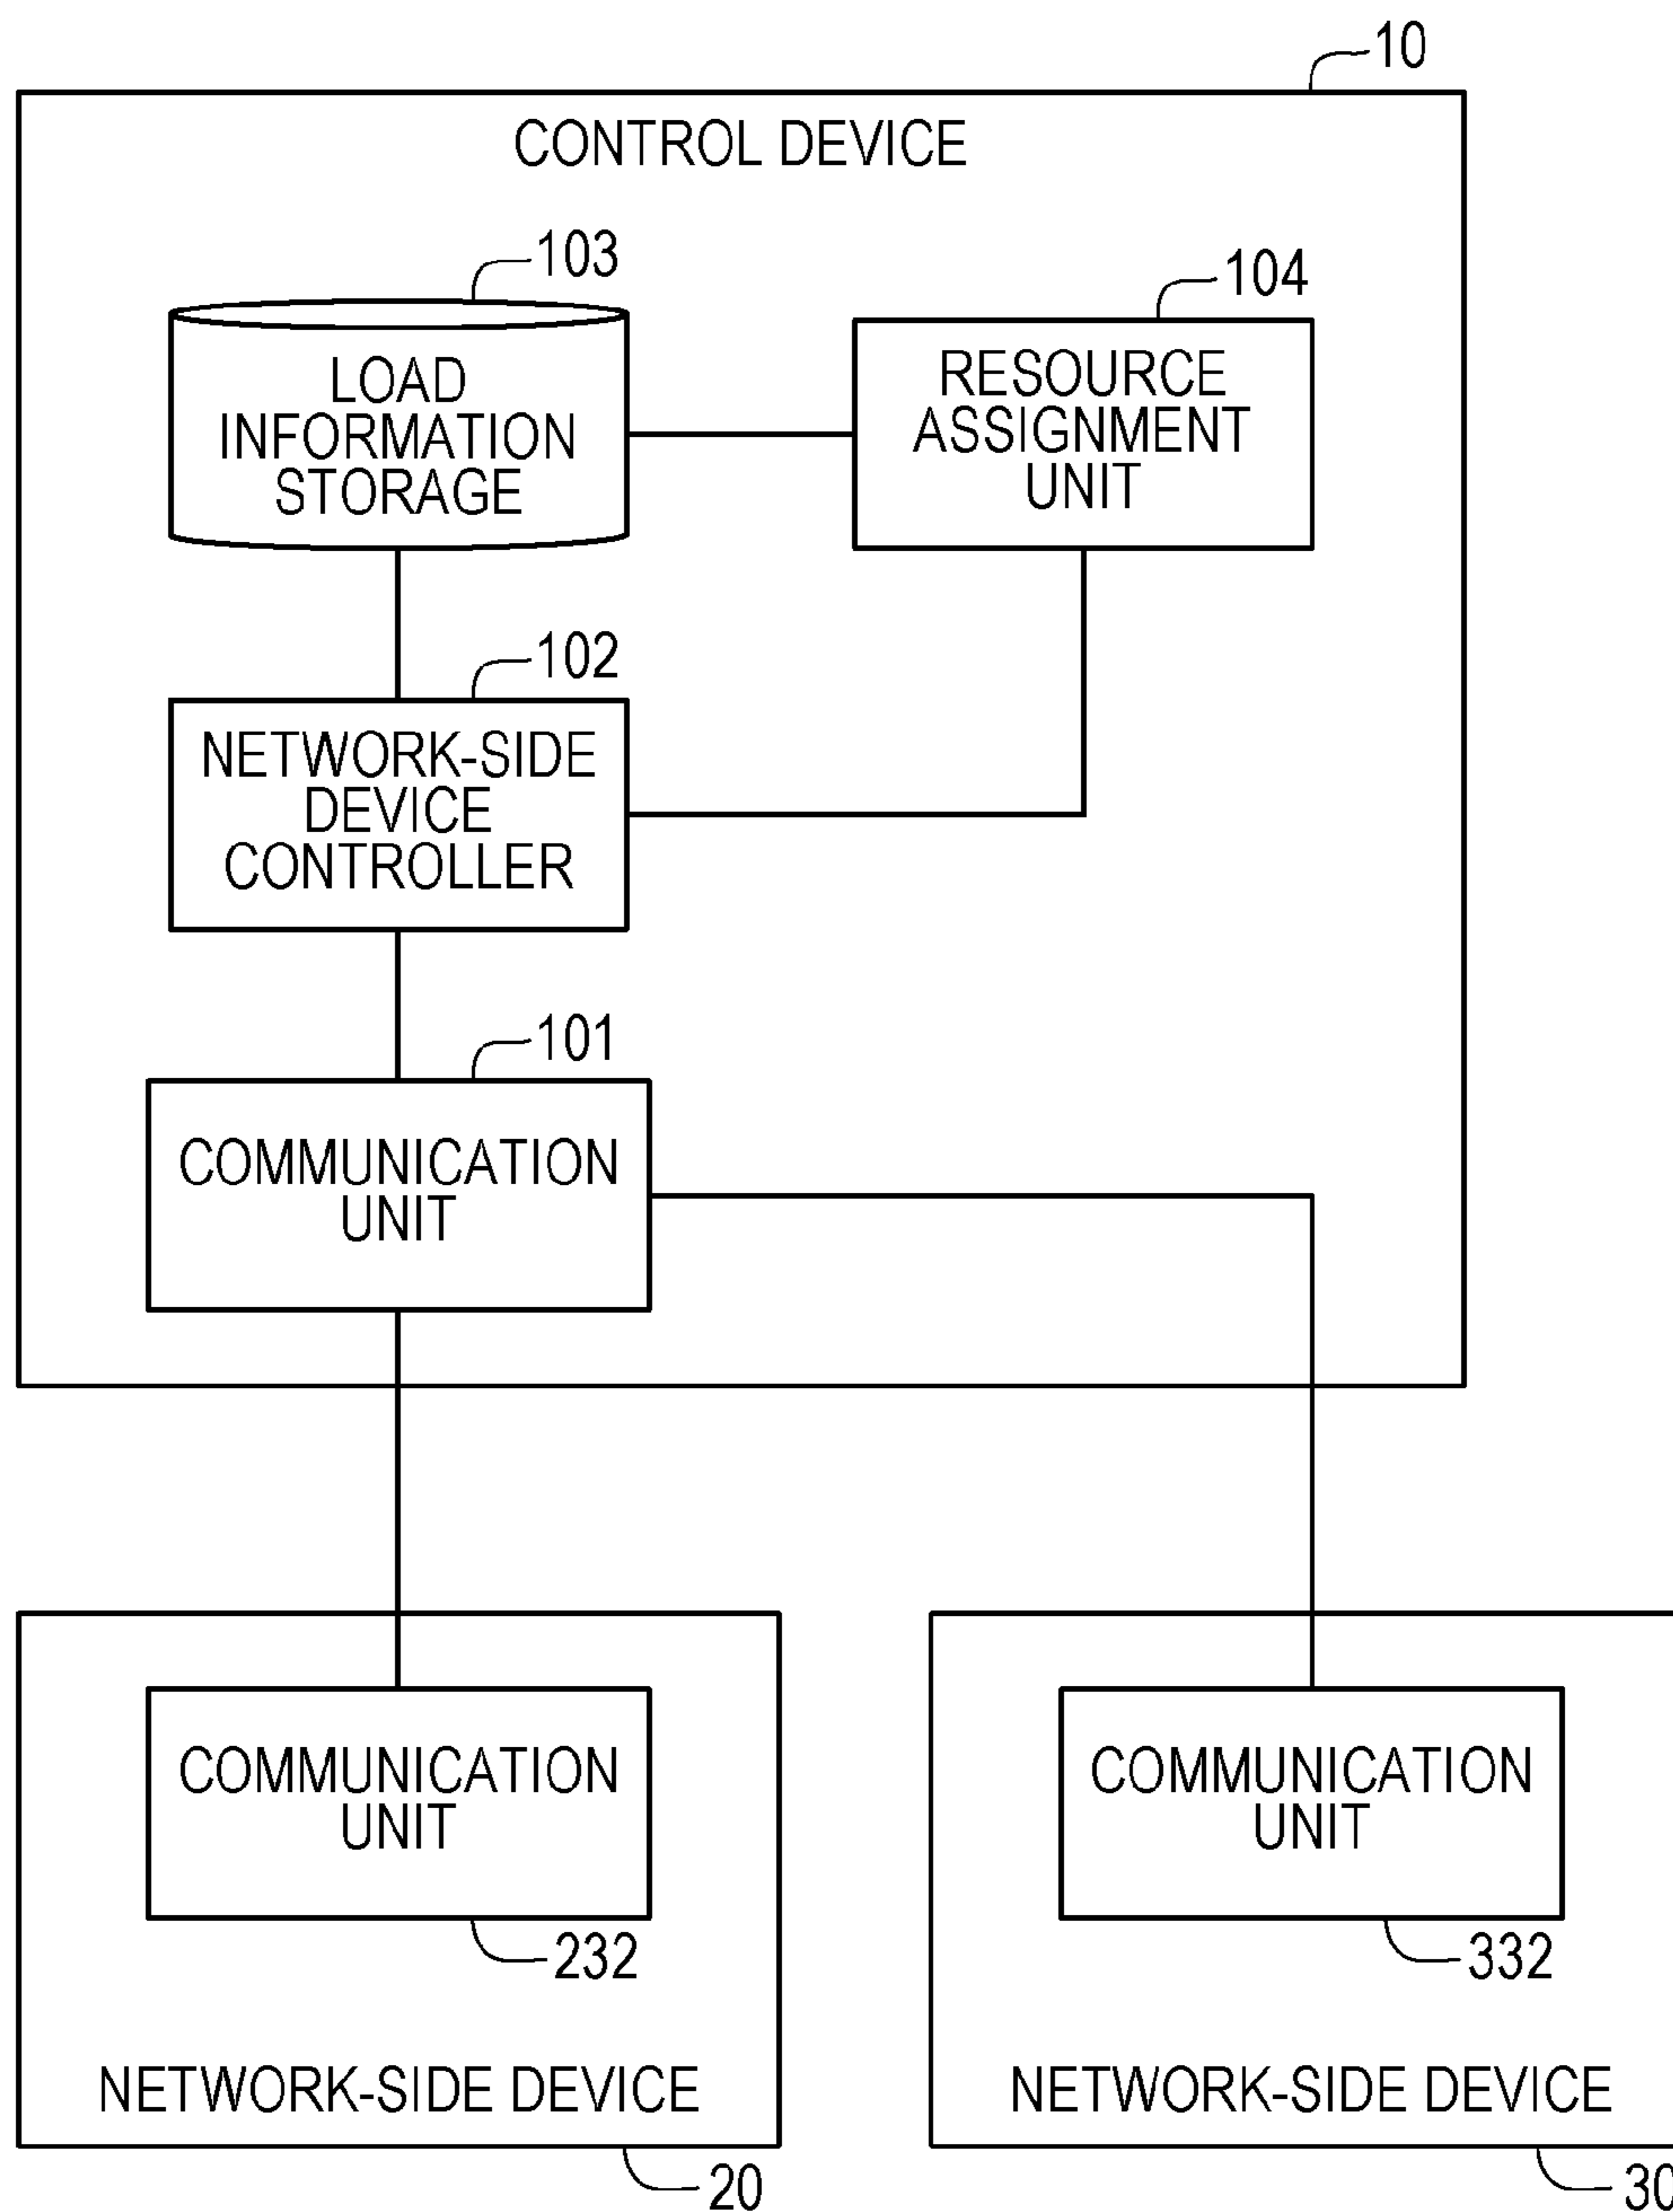 10
CONTROL DEVICE
103
LOAD
INFORMATION
STORAGE
104
RESOURCE
ASSIGNMENT
UNIT
102
NETWORK-SIDE
DEVICE
CONTROLLER
101
COMMUNICATION
UNIT
COMMUNICATION
UNIT
232
NETWORK-SIDE DEVICE
20
COMMUNICATION
UNIT
332
NETWORK-SIDE DEVICE
30